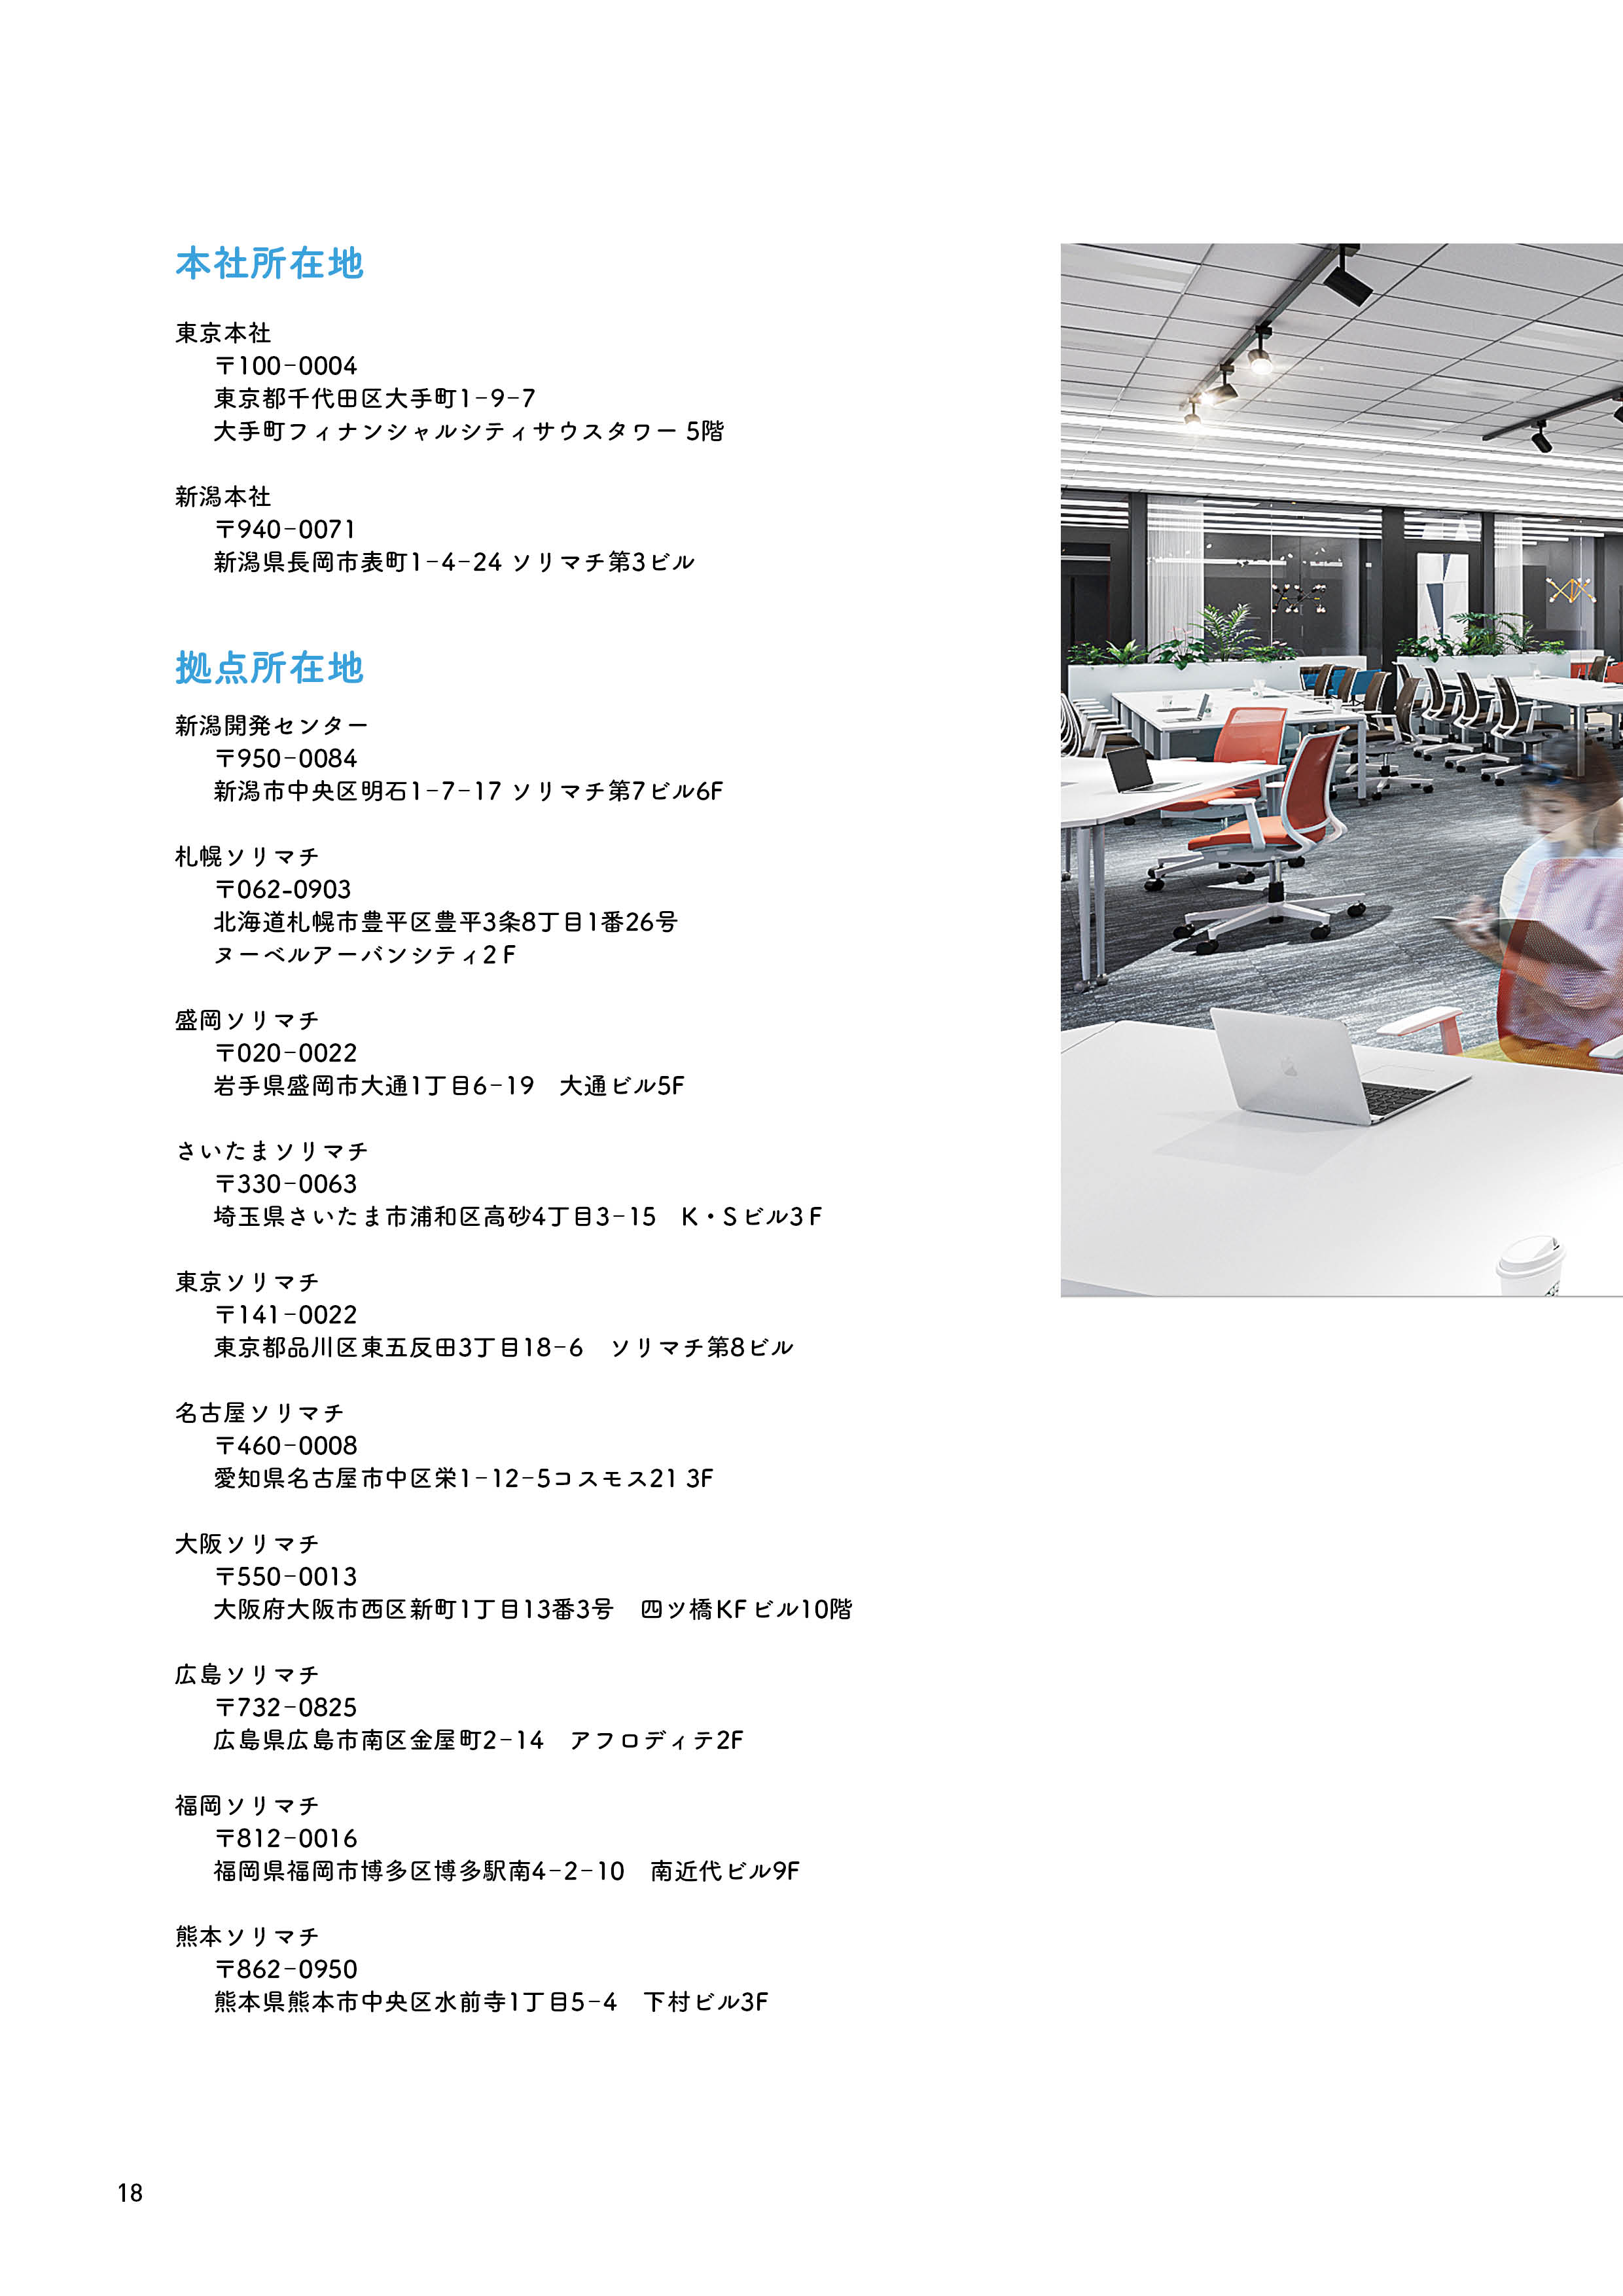 本社所在地
東京本社
〒100-0004
東京都千代田区大手町1-9-7
大手町フィナンシャルシティサウスタワー 5階
新潟本社
〒940-0071
新潟県長岡市表町1-4-24 ソリマチ第3ビル
拠点所在地
新潟開発センター
〒950-0084
新潟市中央区明石1-7-17 ソリマチ第7ビル6F
札幌ソリマチ
〒062-0903
北海道札幌市豊平区豊平3条8丁目1番26号
ヌーベルアーバンシティ2F
盛岡ソリマチ
〒020-0022
岩手県盛岡市大通1丁目6-19　大通ビル5F
さいたまソリマチ
〒330-0063
埼玉県さいたま市浦和区高砂4丁目3-15　K・Sビル3F
東京ソリマチ
〒141-0022
東京都品川区東五反田3丁目18-6　ソリマチ第8ビル
名古屋ソリマチ
〒460-0008
愛知県名古屋市中区栄1-12-5コスモス21 3F
大阪ソリマチ
〒550-0013
大阪府大阪市西区新町1丁目13番3号　四ツ橋KFビル10階
広島ソリマチ
〒732-0825
広島県広島市南区金屋町2-14　アフロディテ2F
福岡ソリマチ
〒812-0016
福岡県福岡市博多区博多駅南4-2-10　南近代ビル9F
熊本ソリマチ
〒862-0950
熊本県熊本市中央区水前寺1丁目5-4　下村ビル3F
18